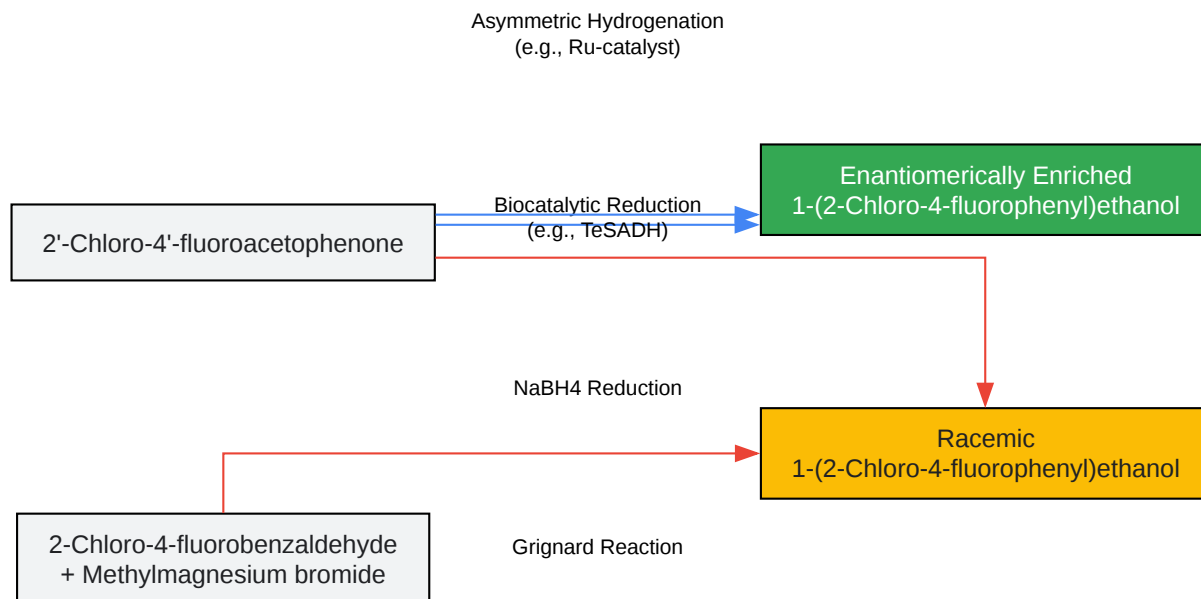 Asymmetric Hydrogenation
(e.g., Ru-catalyst)
Enantiomerically Enriched
1-(2-Chloro-4-fluorophenyl)ethanol
Biocatalytic Reduction
(e.g., TeSADH)
2'-Chloro-4'-fluoroacetophenone
NaBH4 Reduction
Racemic
1-(2-Chloro-4-fluorophenyl)ethanol
2-Chloro-4-fluorobenzaldehyde
+ Methylmagnesium bromide
Grignard Reaction